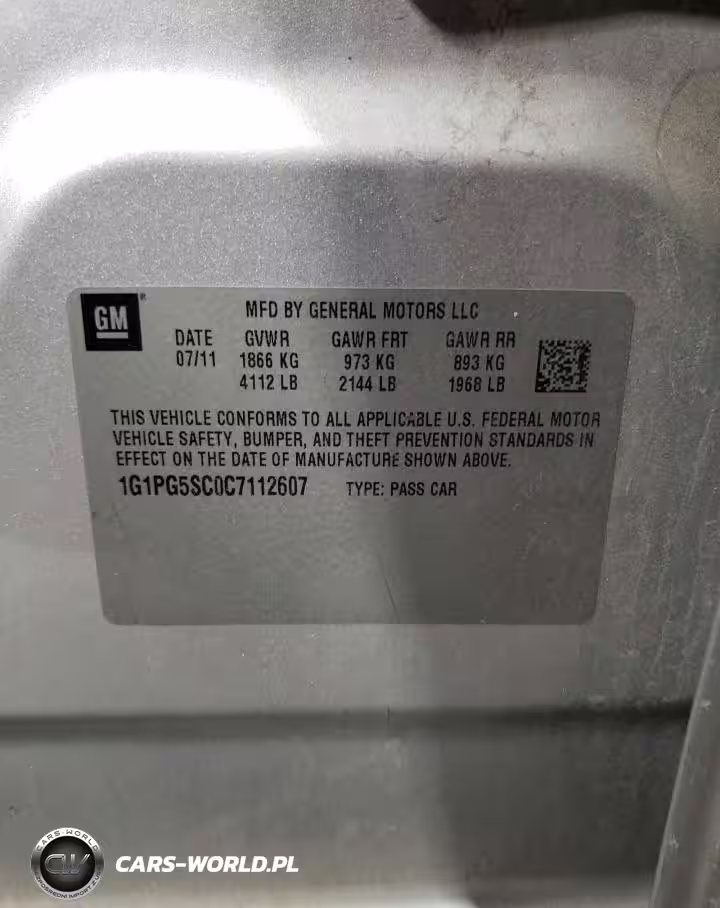 GM®
MFD BY GENERAL MOTORS LLC
DATE GVWR GAWR FRT GAWR RR
07/11 1866 KG 973 KG 893 KG
4112 LB 2144 LB 1968 LB
THIS VEHICLE CONFORMS TO ALL APPLICABLE U.S. FEDERAL MOTOR
VEHICLE SAFETY, BUMPER, AND THEFT PREVENTION STANDARDS IN
EFFECT ON THE DATE OF MANUFACTURE SHOWN ABOVE.
1G1PG5SC0C7112607 TYPE: PASS CAR
CARS-WORLD
CW
CARS-WORLD.PL